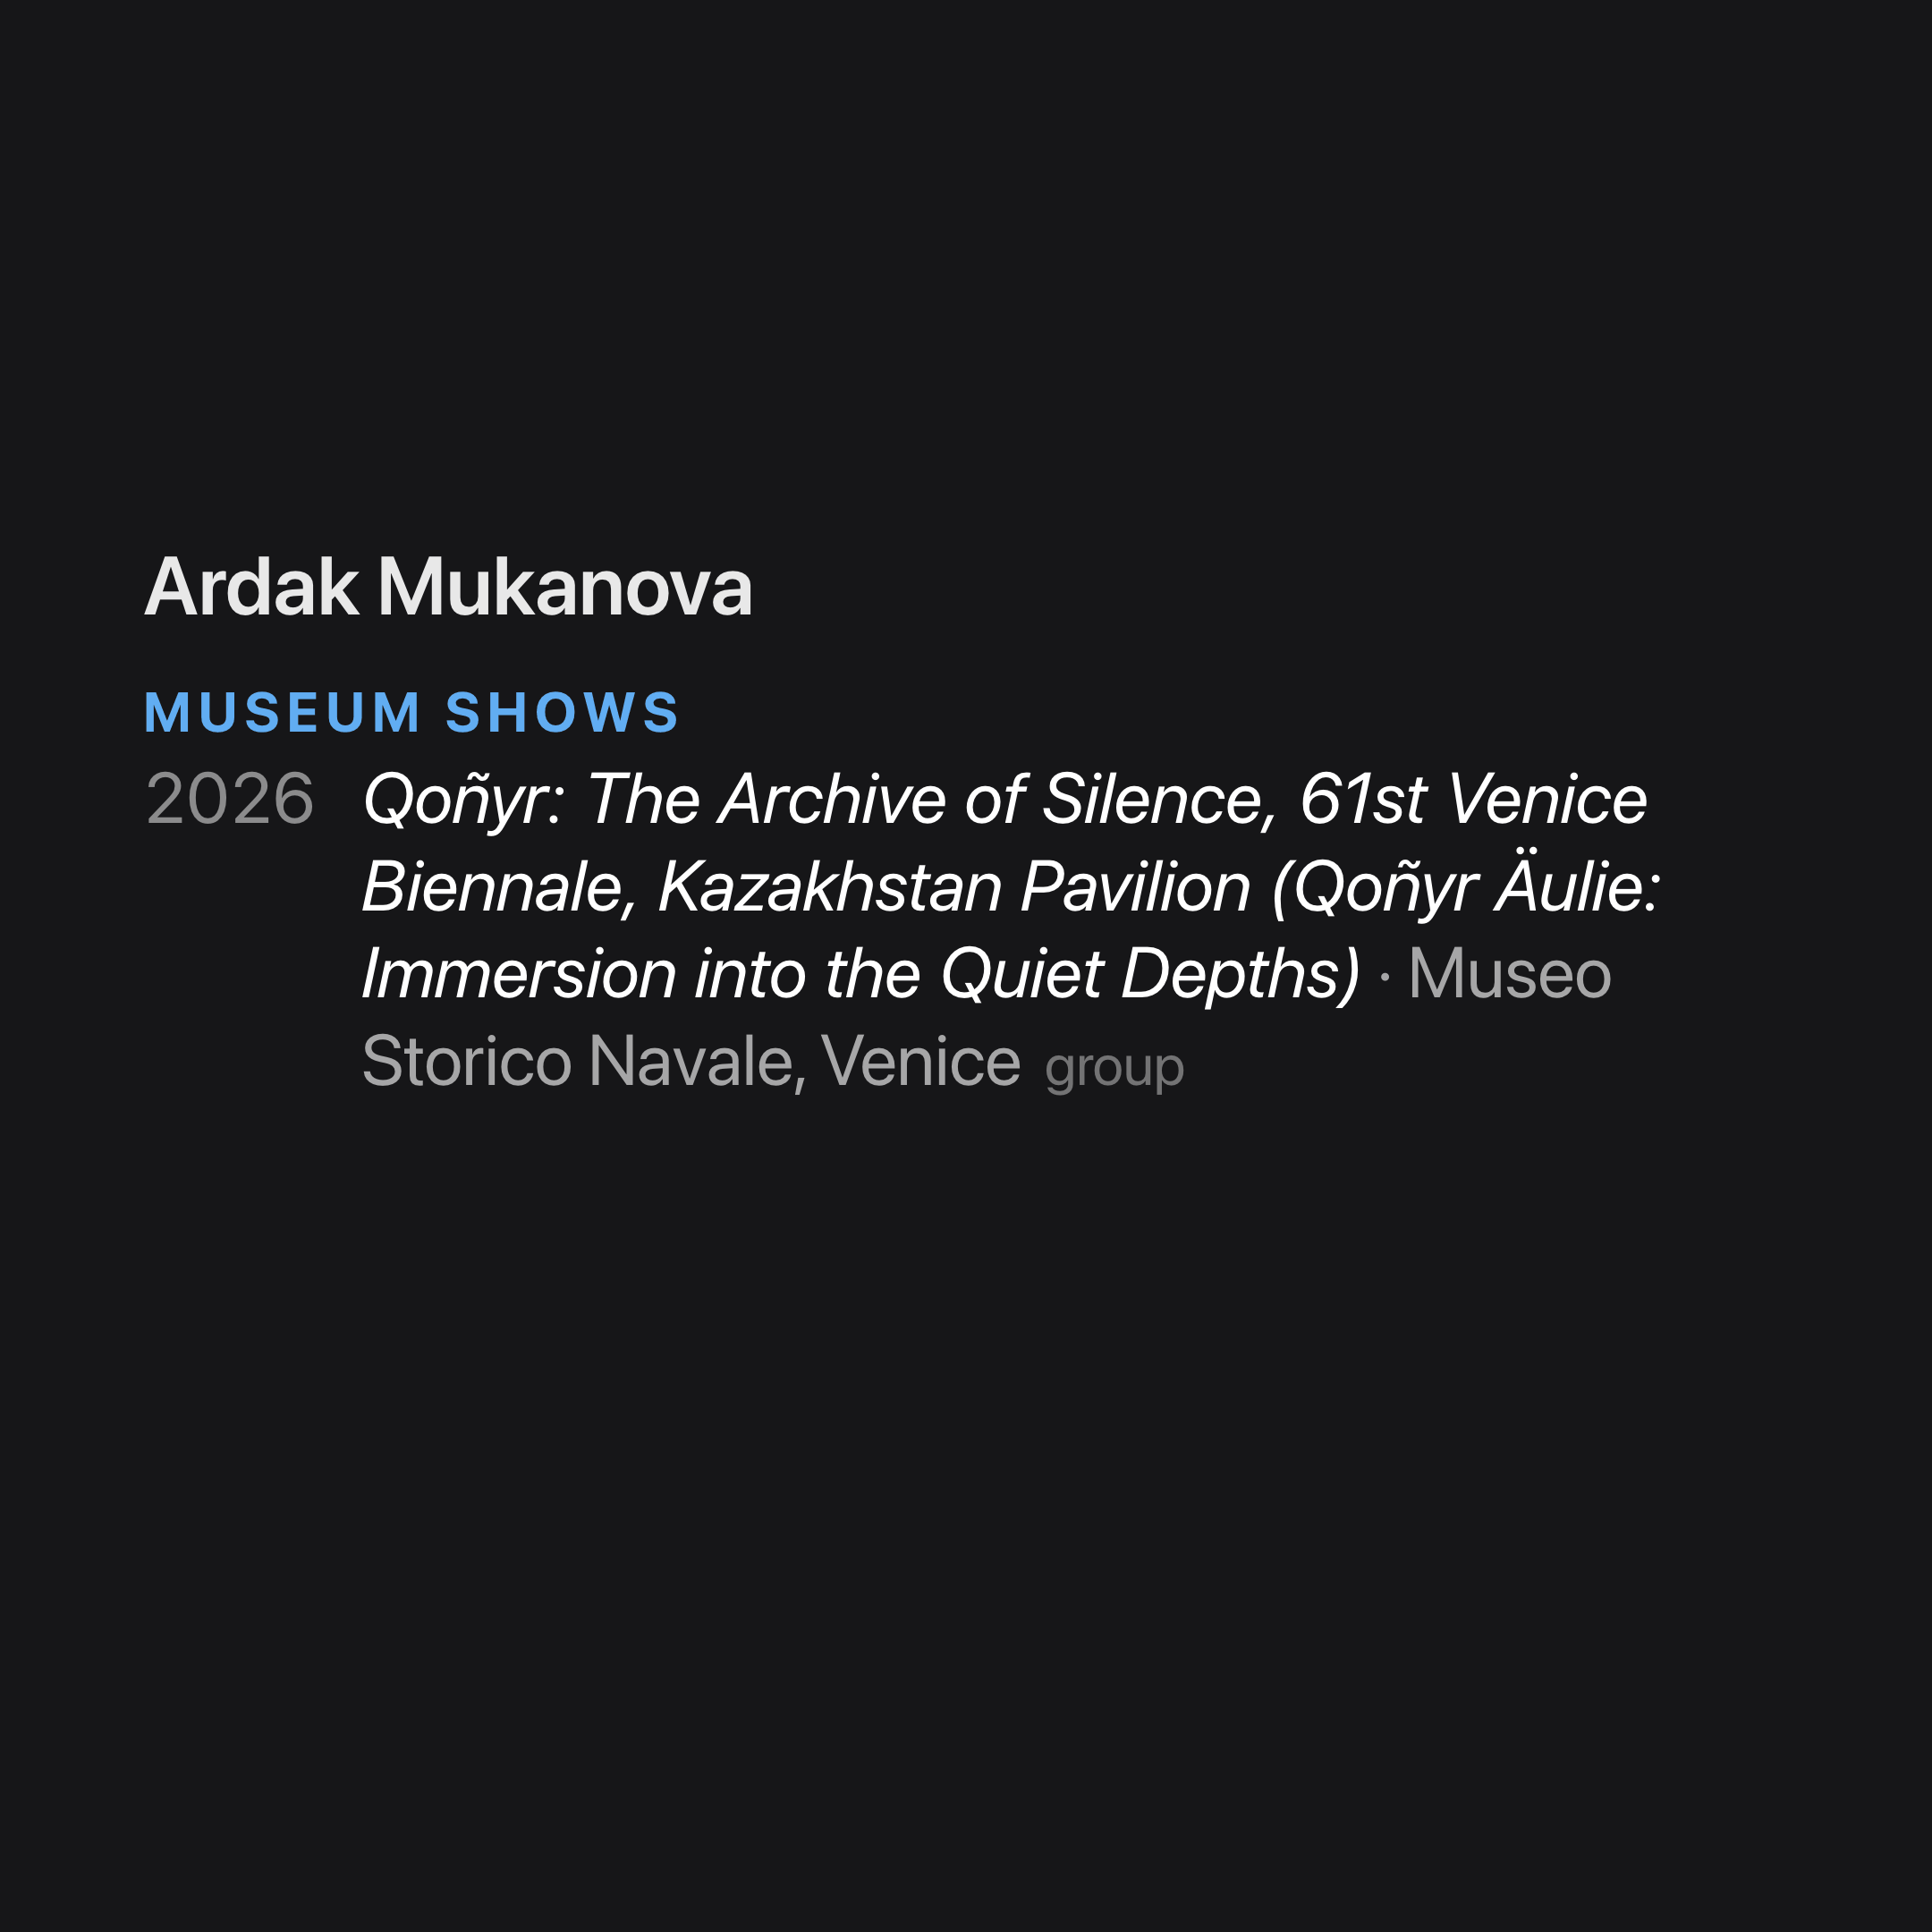 Ardak Mukanova
MUSEUM SHOWS
2026 Qoñyr: The Archive of Silence, 61st Venice
Biennale, Kazakhstan Pavilion (Qoñyr Äulie:
Immersion into the Quiet Depths) · Museo
Storico Navale, Venice group